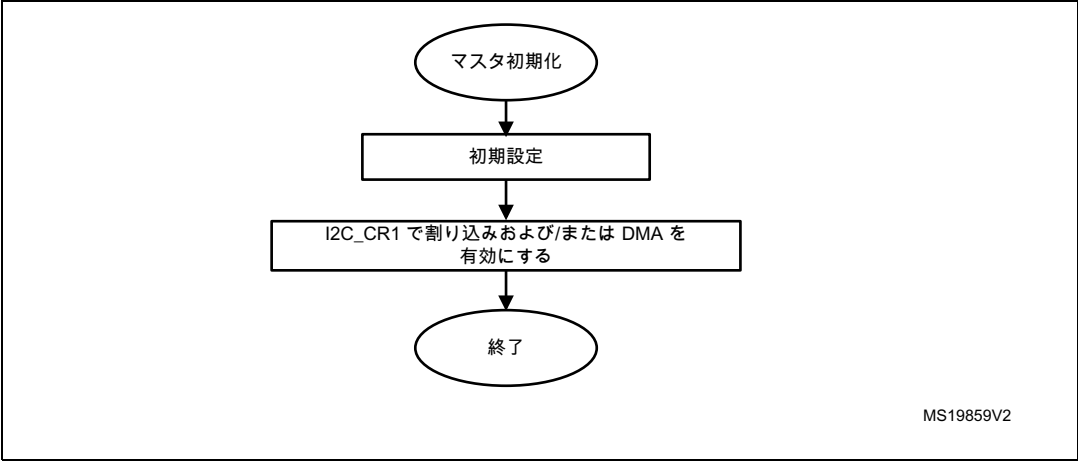 マスタ初期化
初期設定
I2C_CR1 で割り込みおよび/または DMA を
有効にする
終了
MS19859V2